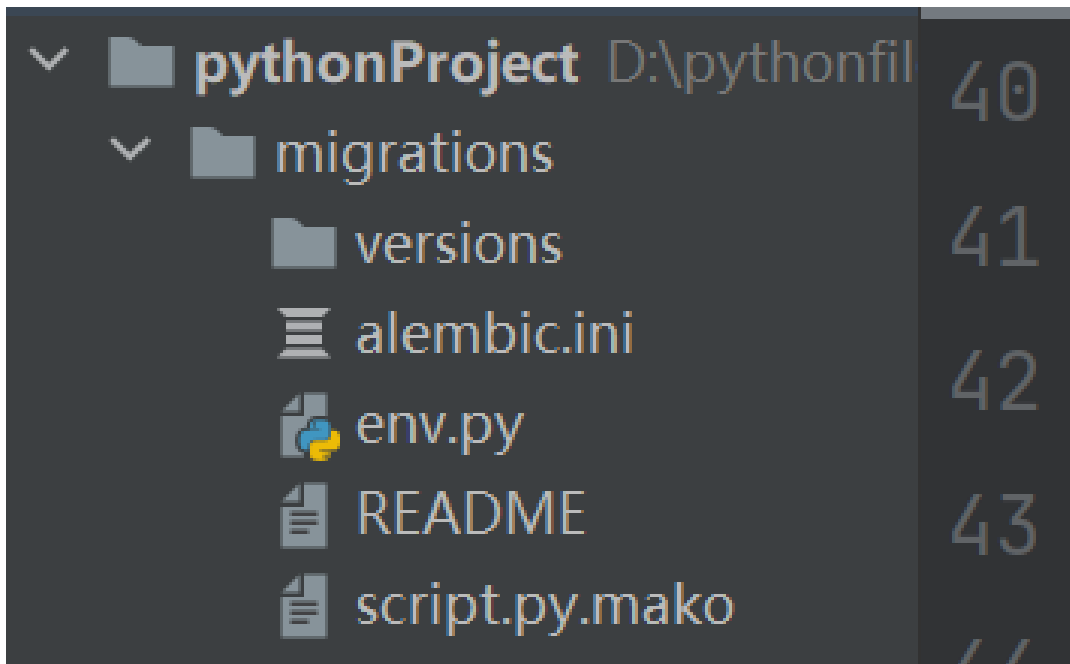 pythonProject D:\pythonfil
migrations
versions
alembic.ini
env.py
README
script.py.mako
40
41
42
43